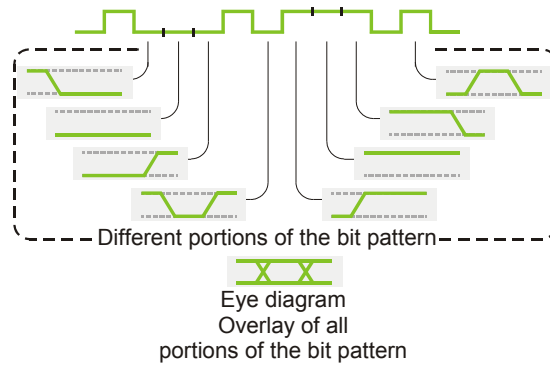 Different portions of the bit pattern
Eye diagram
Overlay of all
portions of the bit pattern